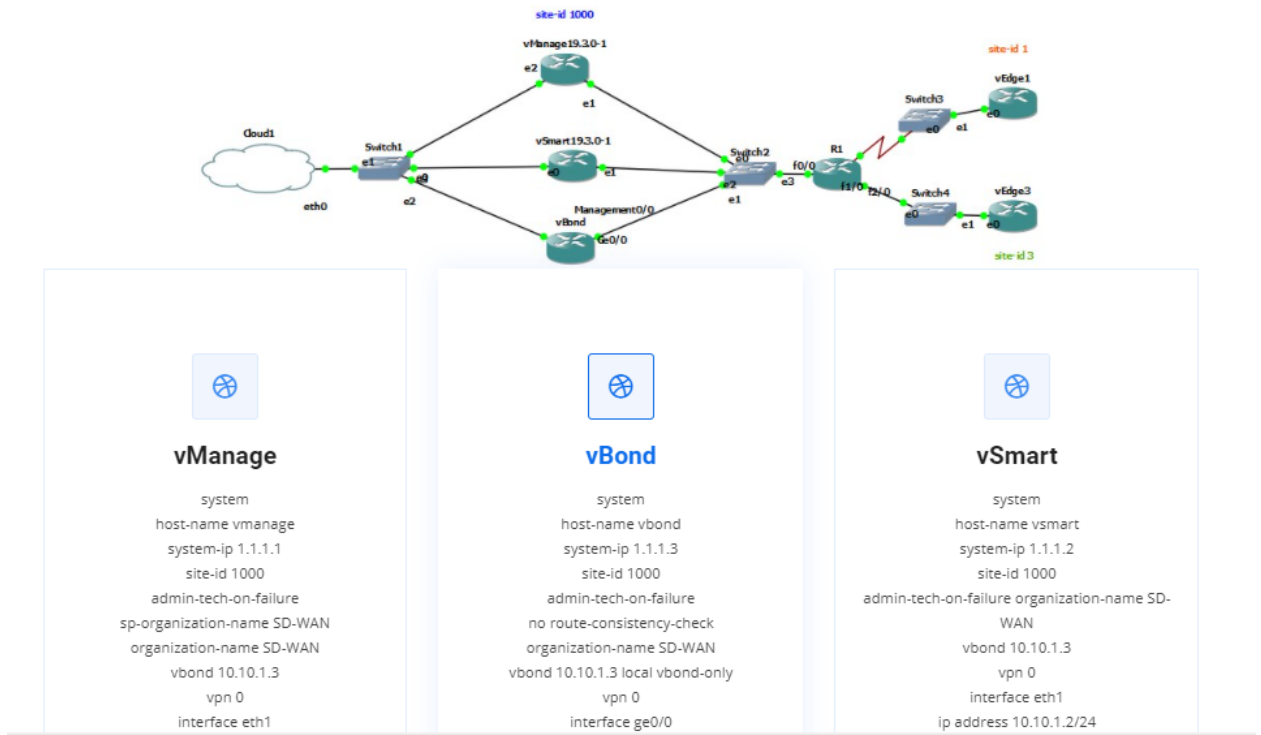 site-id 1000
vManage19.3.0-1
e2
e1
site-id 1
vEdge1
Switch3
e0
e1
e0
Cloud1
Switch1
e1
e2
eth0
vSmart19.3.0-1
e0
e1
Switch2
e0
e2
e1
e3
R1
f0/0
f1/0
f2/0
Switch4
e0
e1
vEdge3
e0
site-id 3
Management0/0
vBond
Ge0/0
vManage
system
host-name vmanage
system-ip 1.1.1.1
site-id 1000
admin-tech-on-failure
sp-organization-name SD-WAN
organization-name SD-WAN
vbond 10.10.1.3
vpn 0
interface eth1
vBond
system
host-name vbond
system-ip 1.1.1.3
site-id 1000
admin-tech-on-failure
no route-consistency-check
organization-name SD-WAN
vbond 10.10.1.3 local vbond-only
vpn 0
interface ge0/0
vSmart
system
host-name vsmart
system-ip 1.1.1.2
site-id 1000
admin-tech-on-failure organization-name SD-
WAN
vbond 10.10.1.3
vpn 0
interface eth1
ip address 10.10.1.2/24